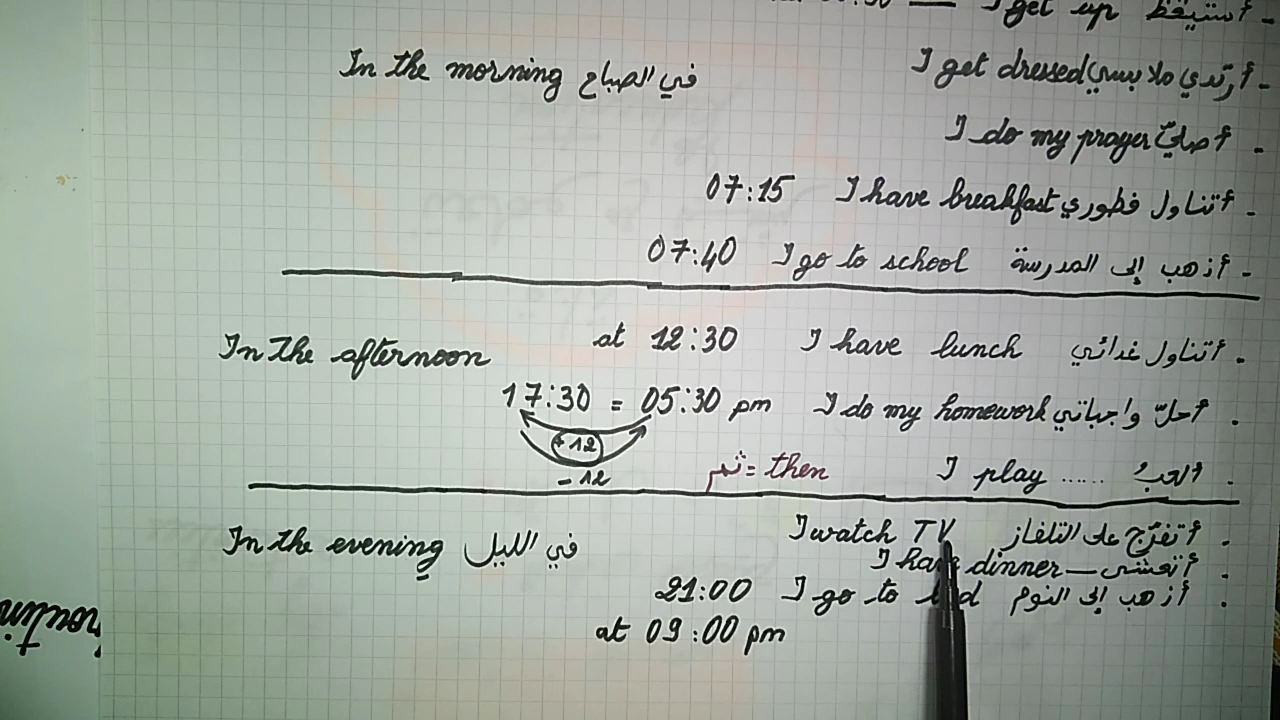 I get up أستيقظ -
In the morning في الصباح
I get dressed أرتدي ملابسي -
I do my prayer أصلّي -
07:15 I have breakfast أتناول فطوري -
07:40 I go to school أذهب إلى المدرسة -
In The afternoon
at 12:30 I have lunch أتناول غدائي -
17:30 = 05:30 pm I do my homework أحلّ واجباتي -
+12
- 12
ثم = then I play ...... ألعبُ -
In the evening في الليل
I watch TV أتفرّج على التلفاز -
I have dinner — أتعشى -
21:00 I go to bed أذهب إلى النوم -
at 09:00 pm